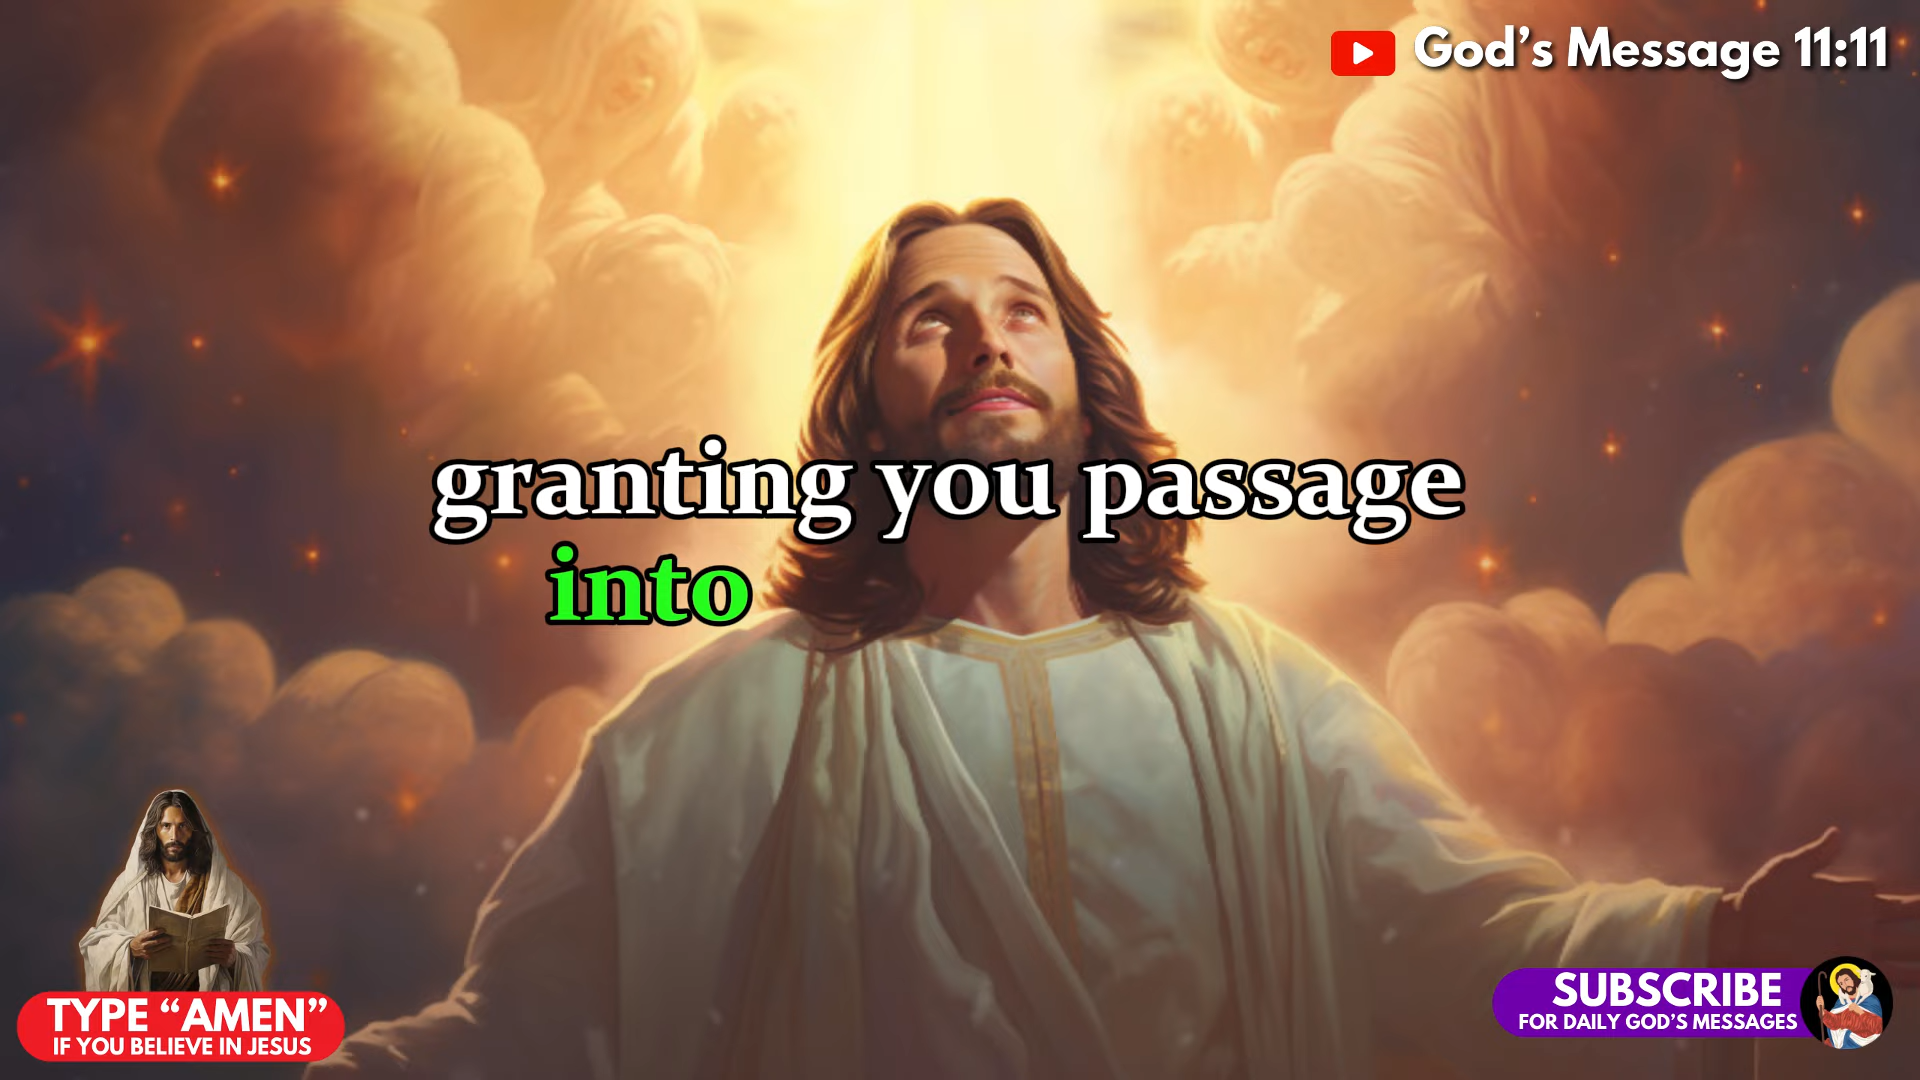 God’s Message 11:11
granting you passage
into
TYPE “AMEN”
IF YOU BELIEVE IN JESUS
SUBSCRIBE
FOR DAILY GOD’S MESSAGES